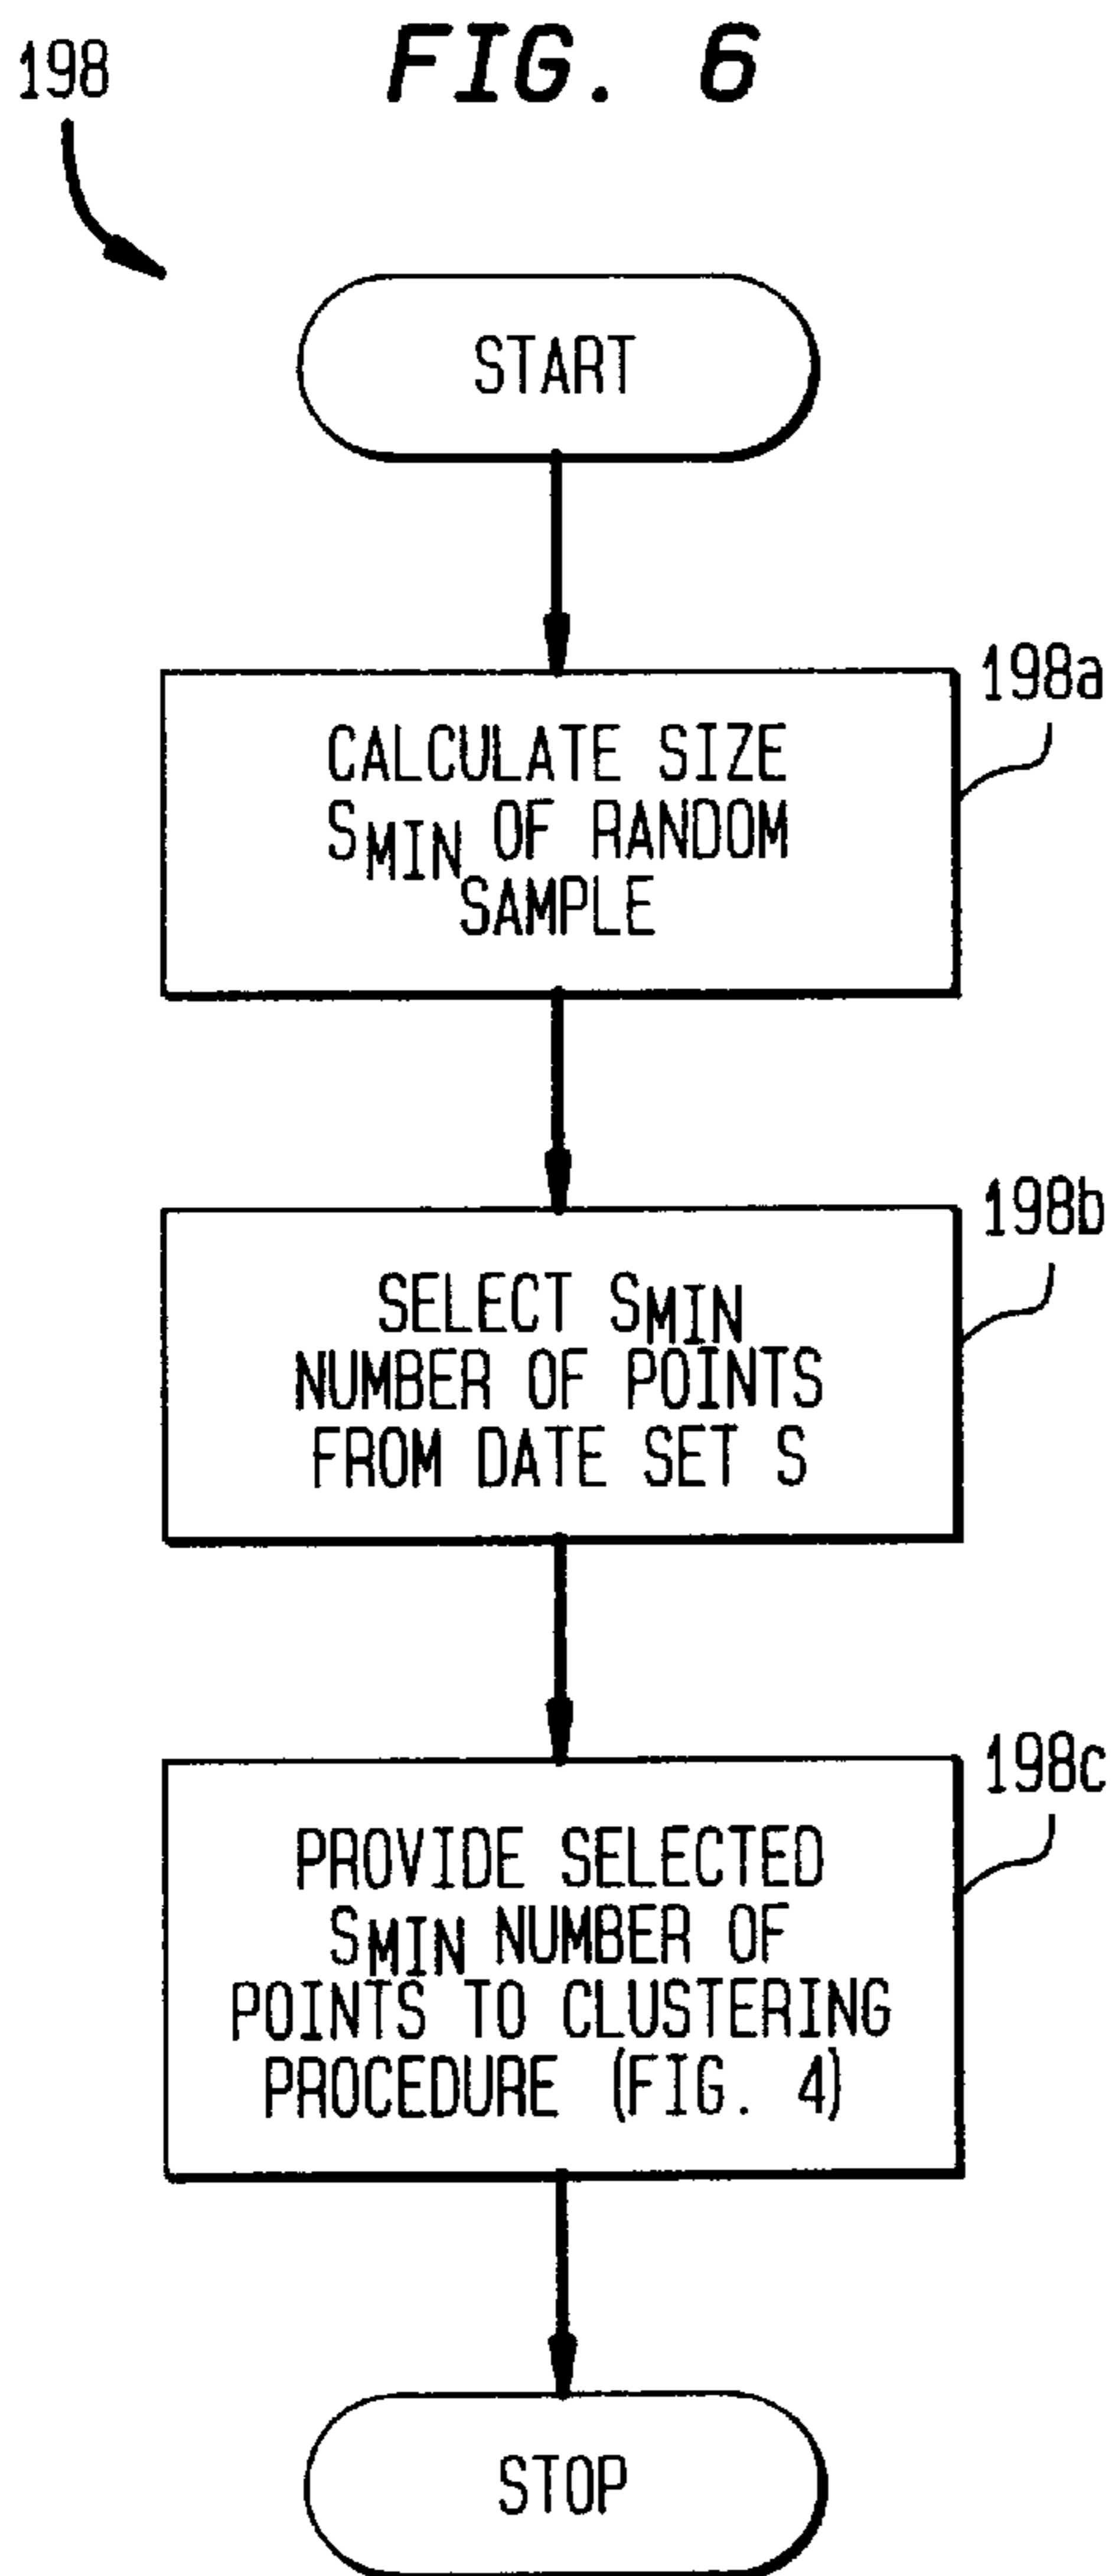 FIG. 6
198
START
198a
CALCULATE SIZE
SMIN OF RANDOM
SAMPLE
198b
SELECT SMIN
NUMBER OF POINTS
FROM DATE SET S
198c
PROVIDE SELECTED
SMIN NUMBER OF
POINTS TO CLUSTERING
PROCEDURE (FIG. 4)
STOP